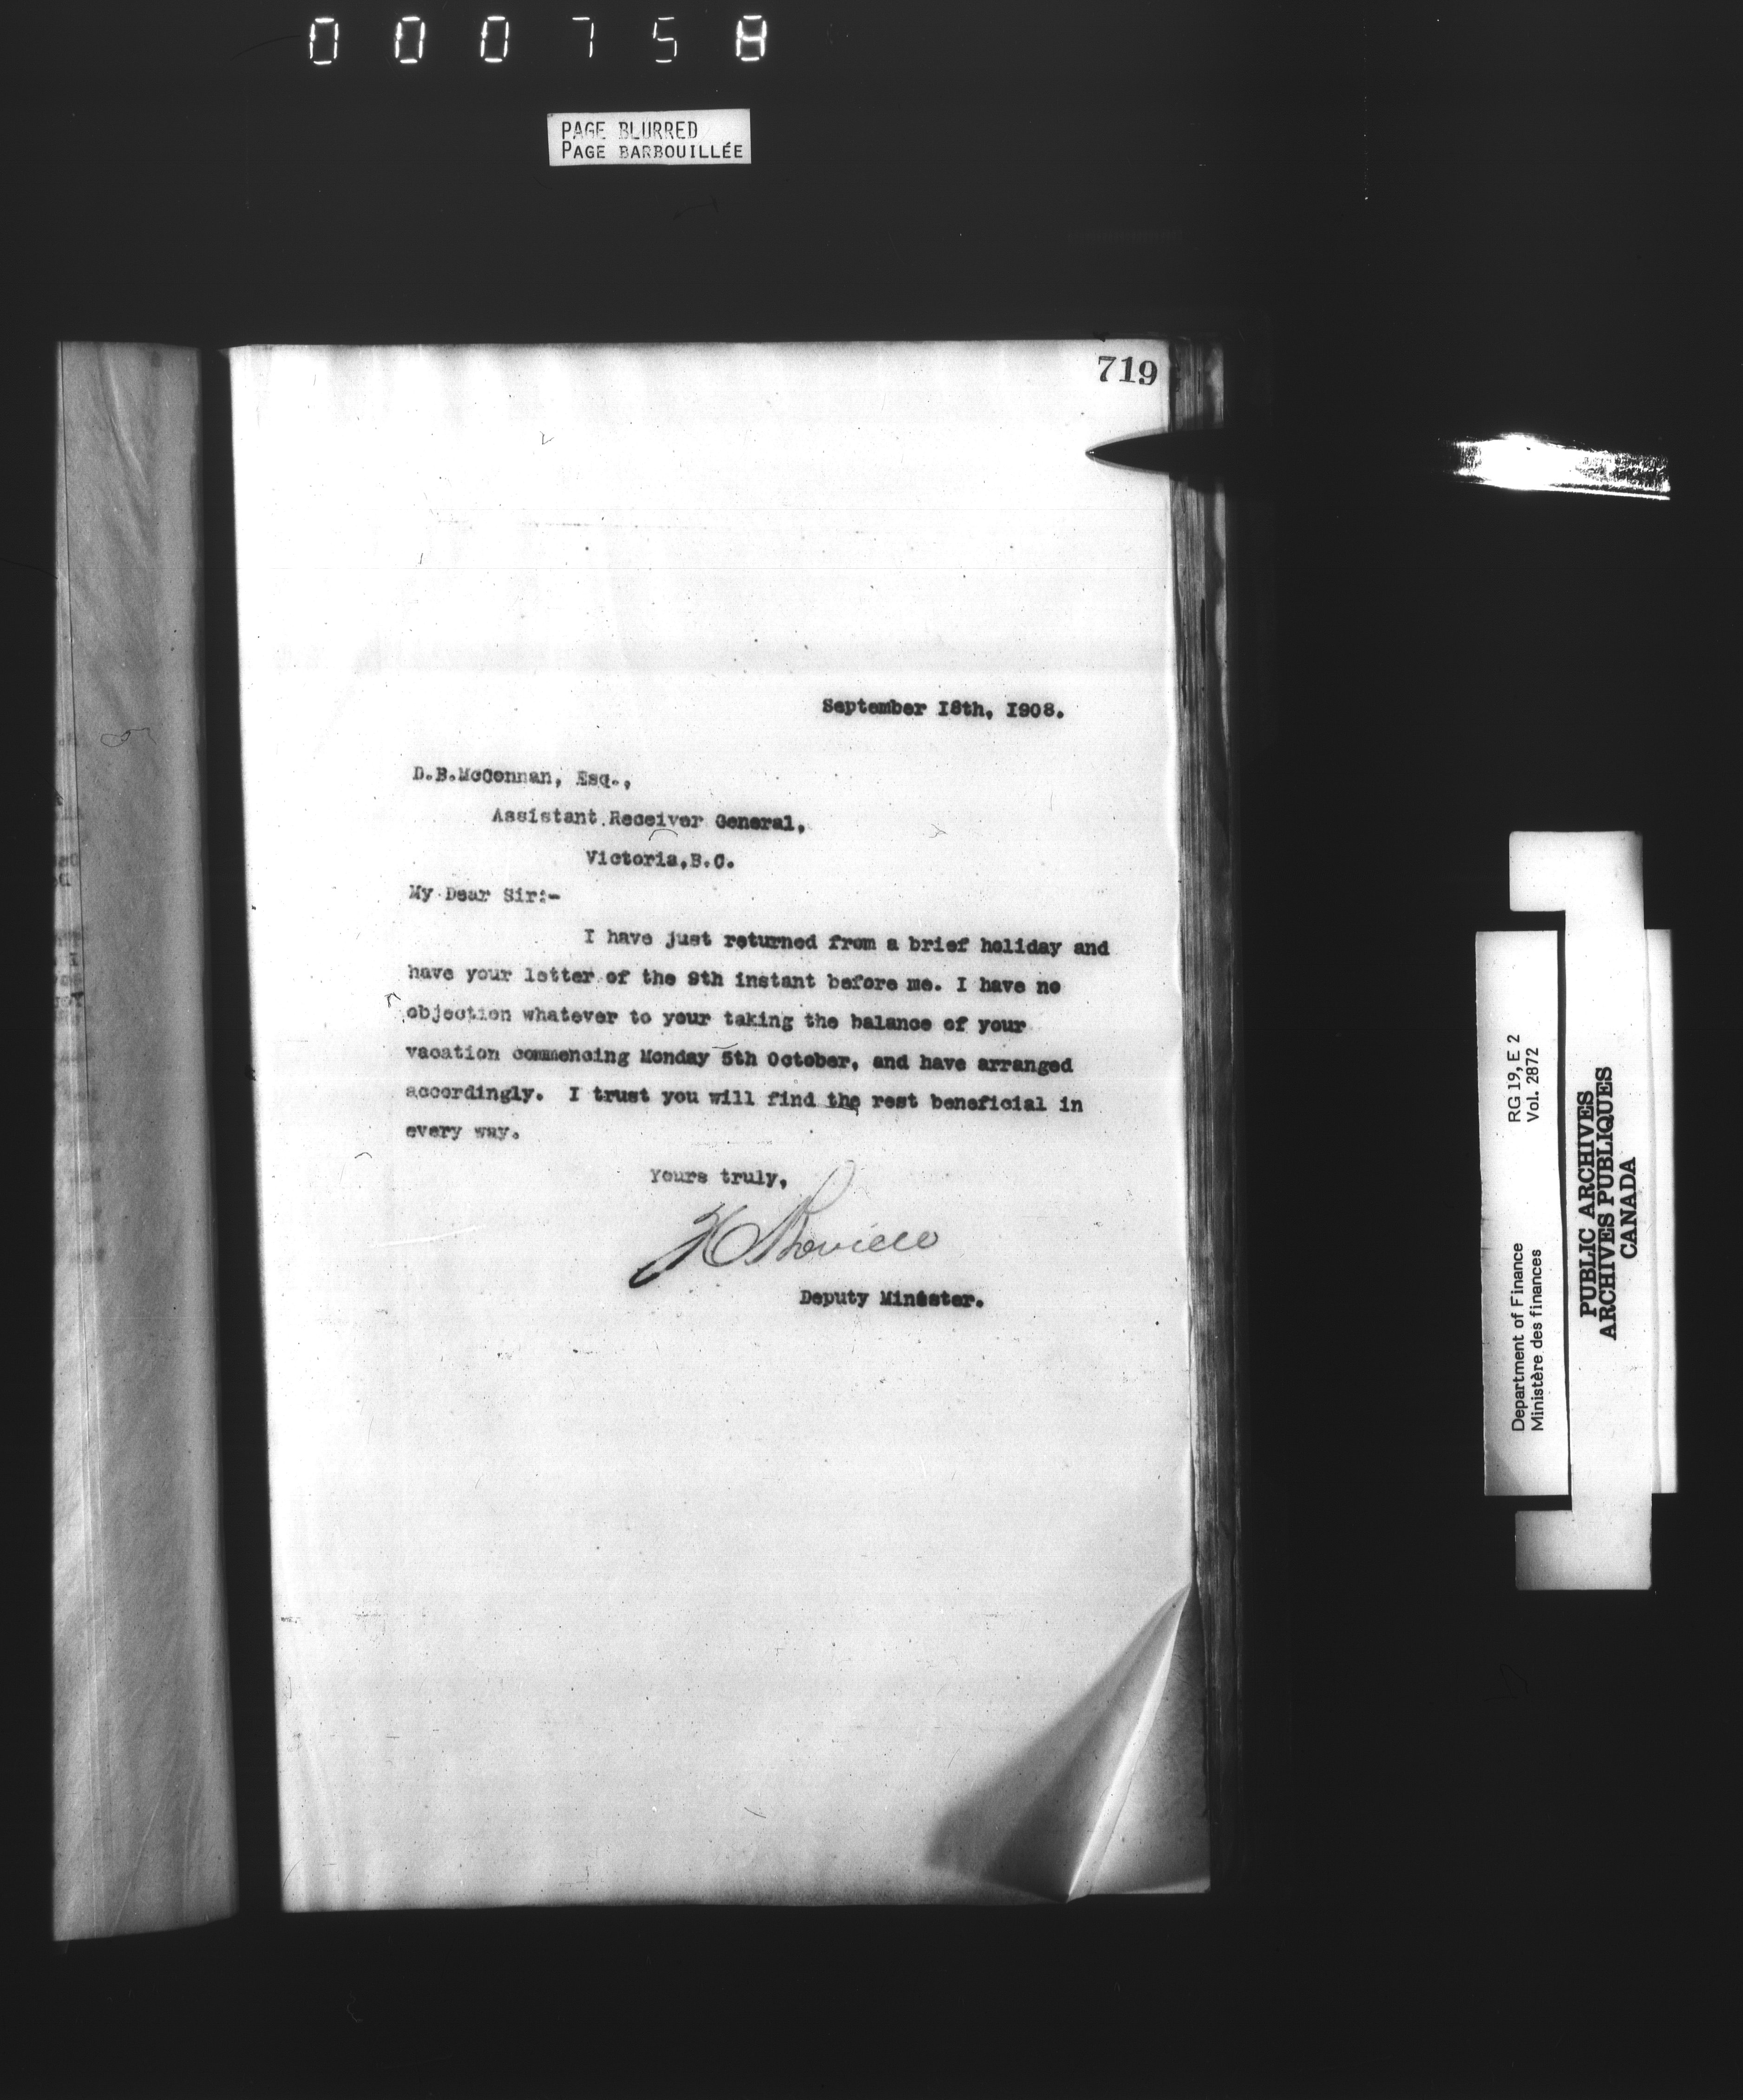 000758
PAGE BLURRED
PAGE BARBOUILLÉE
719
September I8th, I908.
D.B.McConnan, Esq.,
Assistant Receiver General,
Victoria,B.C.
My Dear Sir:-
I have just returned from a brief holiday and
have your letter of the 9th instant before me. I have no
objection whatever to your taking the balance of your
vacation commencing Monday 5th October, and have arranged
accordingly. I trust you will find the rest beneficial in
every way.
Yours truly,
Deputy Minister.
Department of Finance RG 19, E 2
Ministère des finances Vol. 2872
PUBLIC ARCHIVES
ARCHIVES PUBLIQUES
CANADA